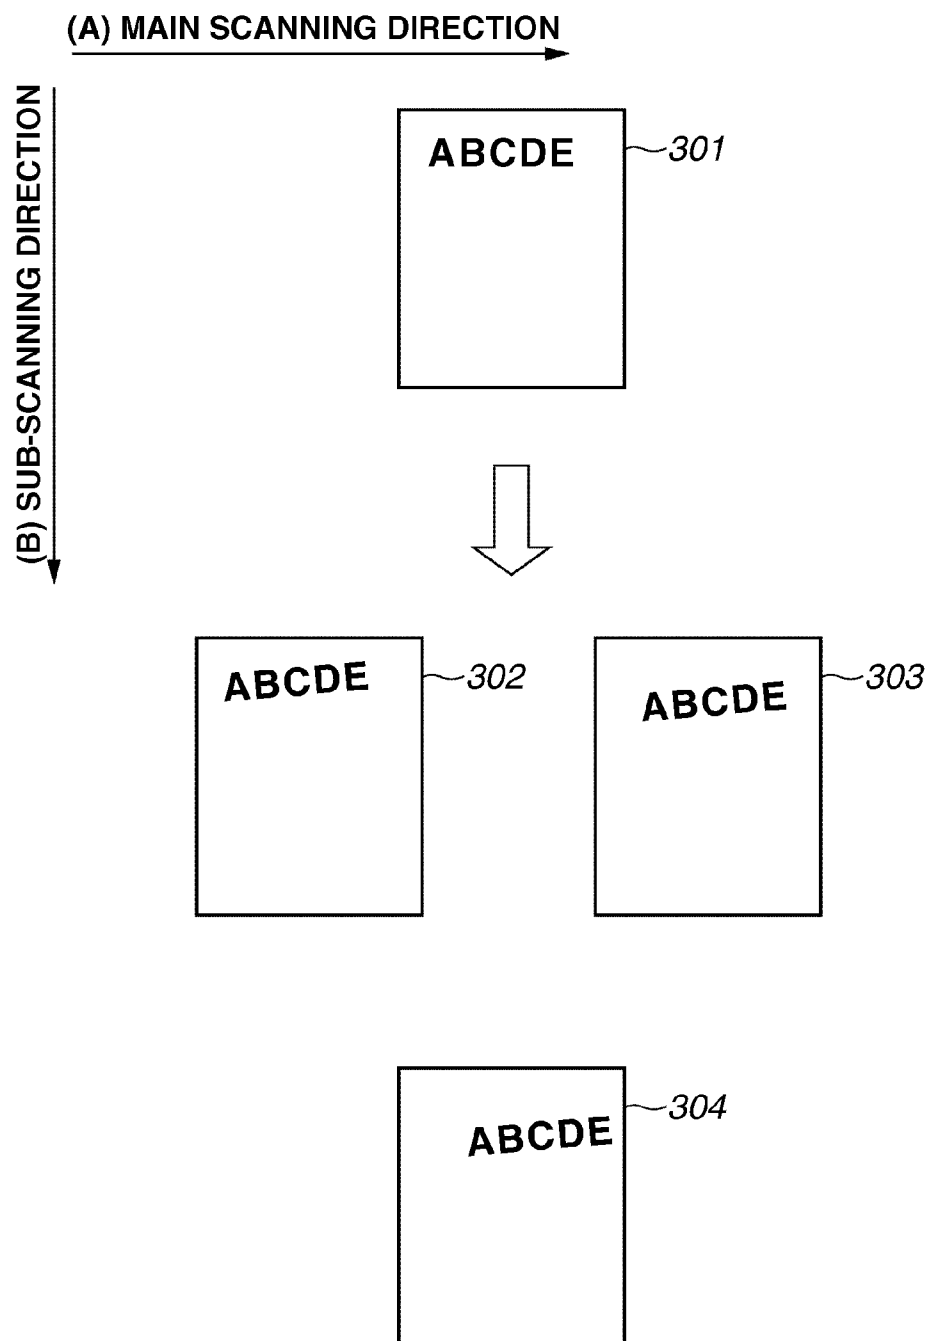 (A) MAIN SCANNING DIRECTION
(B) SUB-SCANNING DIRECTION
ABCDE
301
ABCDE
302
ABCDE
303
ABCDE
304